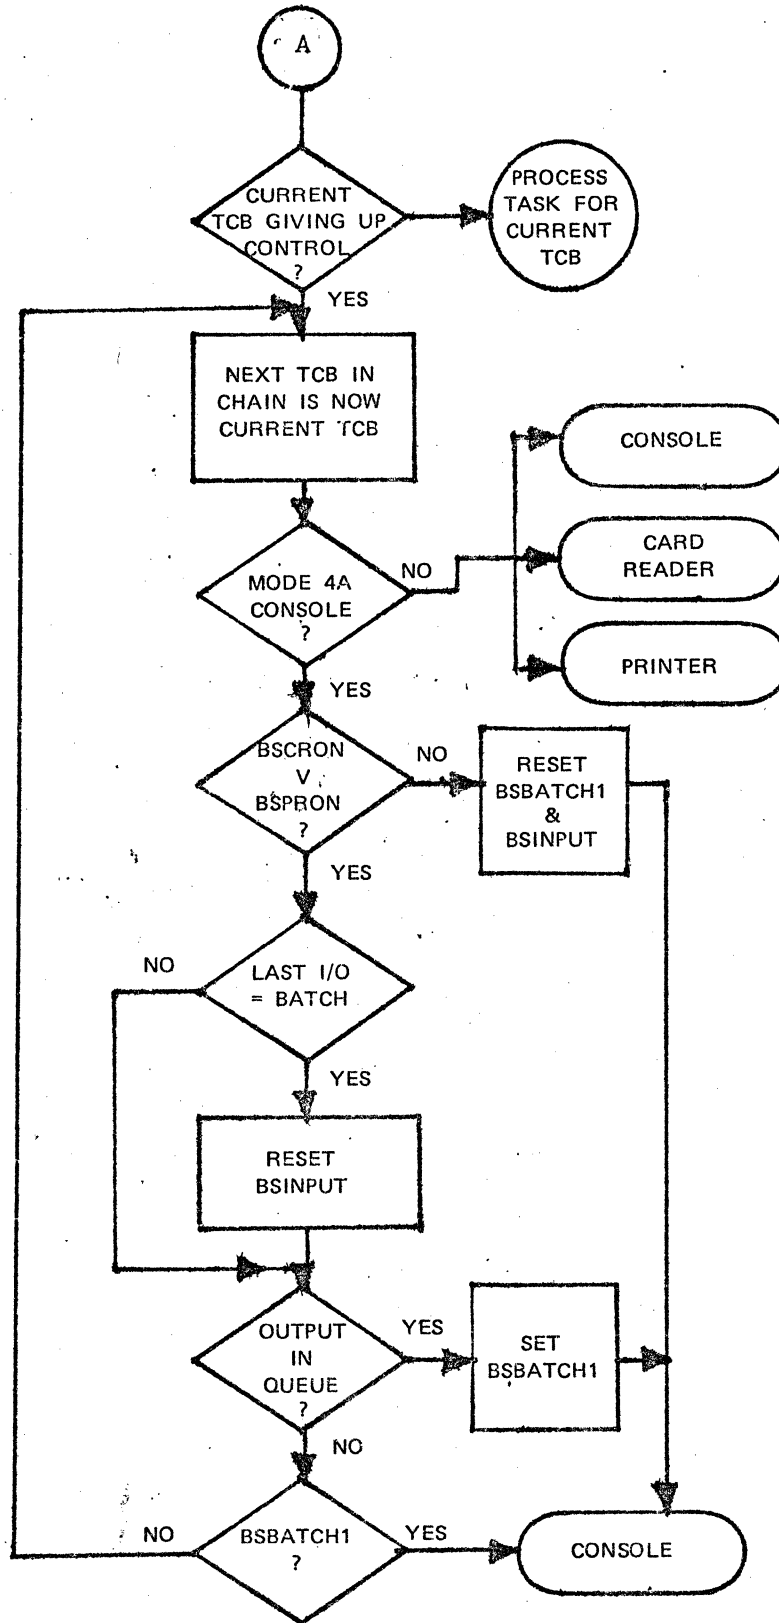 A
CURRENT
TCB GIVING UP
CONTROL
?
PROCESS
TASK FOR
CURRENT
TCB
YES
NEXT TCB IN
CHAIN IS NOW
CURRENT TCB
CONSOLE
MODE 4A
CONSOLE
?
NO
CARD
READER
PRINTER
YES
BSCRON
V
BSPRON
?
NO
RESET
BSBATCH1
&
BSINPUT
YES
LAST I/O
= BATCH
NO
YES
RESET
BSINPUT
OUTPUT
IN
QUEUE
?
YES
SET
BSBATCH1
NO
BSBATCH1
?
NO
YES
CONSOLE